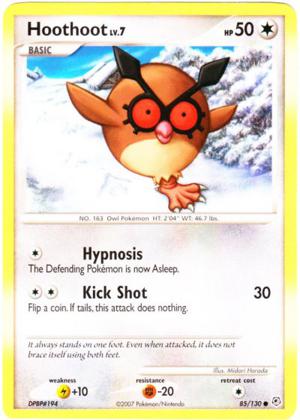 Hoothoot LV.7
HP 50
BASIC
NO. 163 Owl Pokémon HT: 2'04" WT: 46.7 lbs.
Hypnosis
The Defending Pokémon is now Asleep.
Kick Shot 30
Flip a coin. If tails, this attack does nothing.
It always stands on one foot. Even when attacked, it does not
brace itself using both feet.
Illus. Midori Harada
weakness resistance retreat cost
+10 -20
DPBP#194 ©2007 Pokémon/Nintendo 85/130